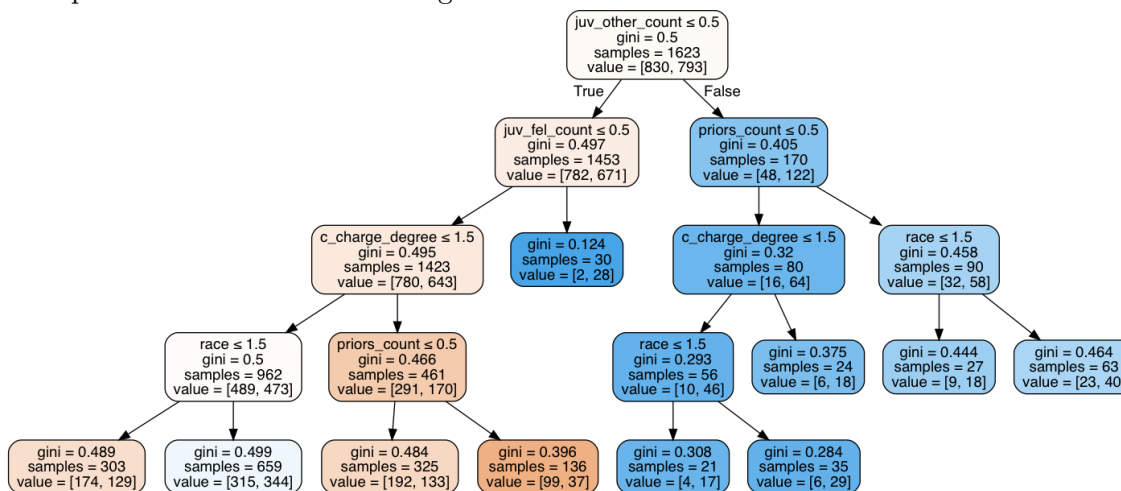 juv_other_count ≤ 0.5
gini = 0.5
samples = 1623
value = [830, 793]
True
False
juv_fel_count ≤ 0.5
gini = 0.497
samples = 1453
value = [782, 671]
priors_count ≤ 0.5
gini = 0.405
samples = 170
value = [48, 122]
c_charge_degree ≤ 1.5
gini = 0.495
samples = 1423
value = [780, 643]
gini = 0.124
samples = 30
value = [2, 28]
c_charge_degree ≤ 1.5
gini = 0.32
samples = 80
value = [16, 64]
race ≤ 1.5
gini = 0.458
samples = 90
value = [32, 58]
race ≤ 1.5
gini = 0.5
samples = 962
value = [489, 473]
priors_count ≤ 0.5
gini = 0.466
samples = 461
value = [291, 170]
race ≤ 1.5
gini = 0.293
samples = 56
value = [10, 46]
gini = 0.375
samples = 24
value = [6, 18]
gini = 0.444
samples = 27
value = [9, 18]
gini = 0.464
samples = 63
value = [23, 40
gini = 0.489
samples = 303
value = [174, 129]
gini = 0.499
samples = 659
value = [315, 344]
gini = 0.484
samples = 325
value = [192, 133]
gini = 0.396
samples = 136
value = [99, 37]
gini = 0.308
samples = 21
value = [4, 17]
gini = 0.284
samples = 35
value = [6, 29]